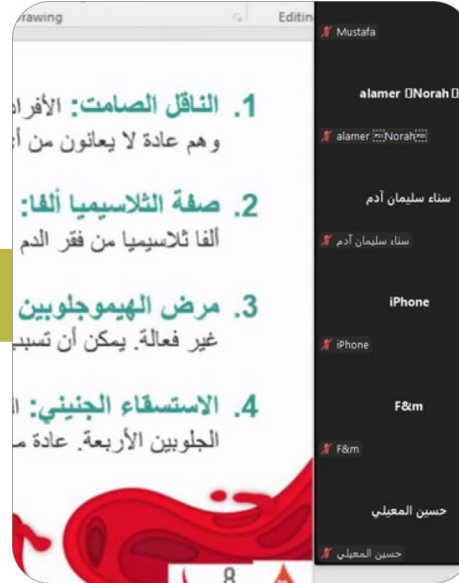 rawing
Editin
1. الناقل الصامت: الأفراد
وهم عادة لا يعانون من أ
2. صفة الثلاسيميا ألفا:
ألفا ثلاسيميا من فقر الدم
3. مرض الهيموجلوبين
غير فعالة. يمكن أن تسبب
4. الاستسقاء الجنيني: ا
الجلوبين الأربعة. عادة م
8
Mustafa
alamer Norah
alamer Norah
سناء سليمان آدم
سناء سليمان آدم
iPhone
iPhone
F&m
F&m
حسين المعيلي
حسين المعيلي